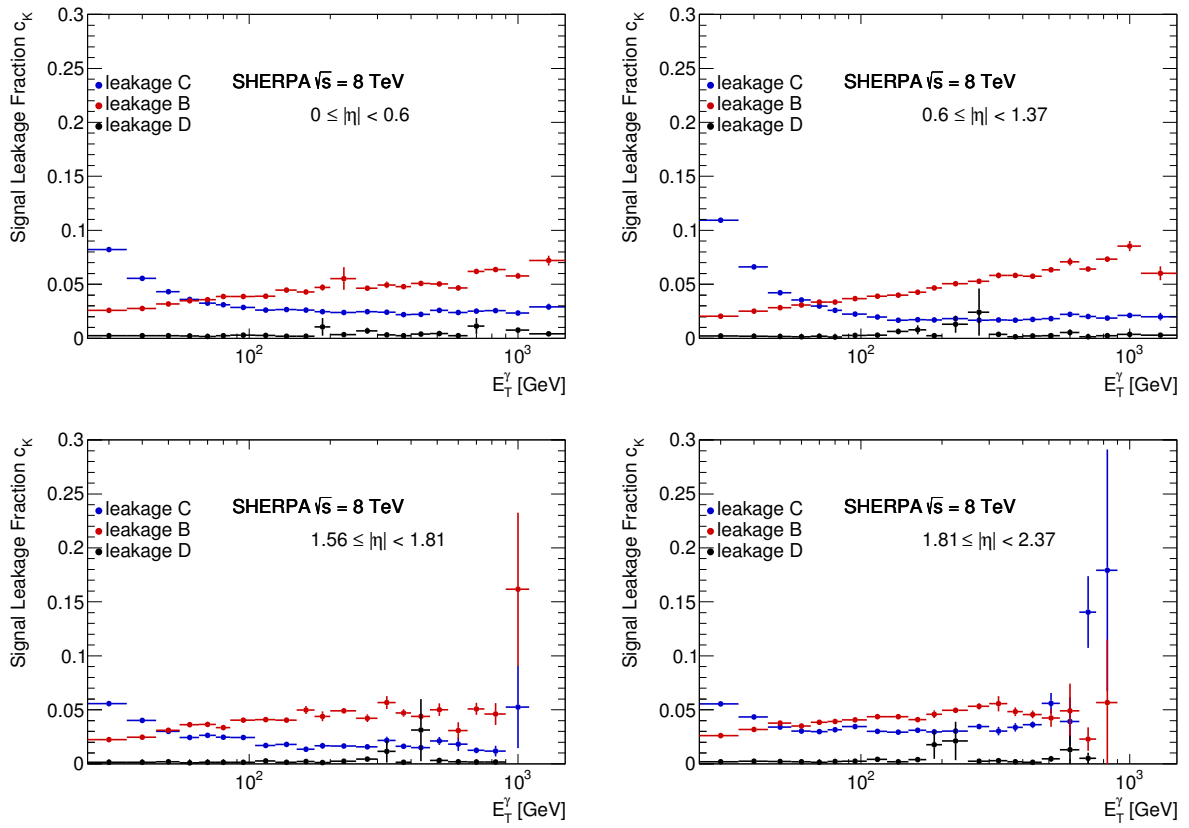 Signal Leakage Fraction c_K
0.3
0.25
0.2
0.15
0.1
0.05
0
leakage C
leakage B
leakage D
SHERPA √s = 8 TeV
0 ≤ |η| < 0.6
10²
10³
E_T^γ [GeV]
Signal Leakage Fraction c_K
0.3
0.25
0.2
0.15
0.1
0.05
0
leakage C
leakage B
leakage D
SHERPA √s = 8 TeV
0.6 ≤ |η| < 1.37
10²
10³
E_T^γ [GeV]
Signal Leakage Fraction c_K
0.3
0.25
0.2
0.15
0.1
0.05
0
leakage C
leakage B
leakage D
SHERPA √s = 8 TeV
1.56 ≤ |η| < 1.81
10²
10³
E_T^γ [GeV]
Signal Leakage Fraction c_K
0.3
0.25
0.2
0.15
0.1
0.05
0
leakage C
leakage B
leakage D
SHERPA √s = 8 TeV
1.81 ≤ |η| < 2.37
10²
10³
E_T^γ [GeV]